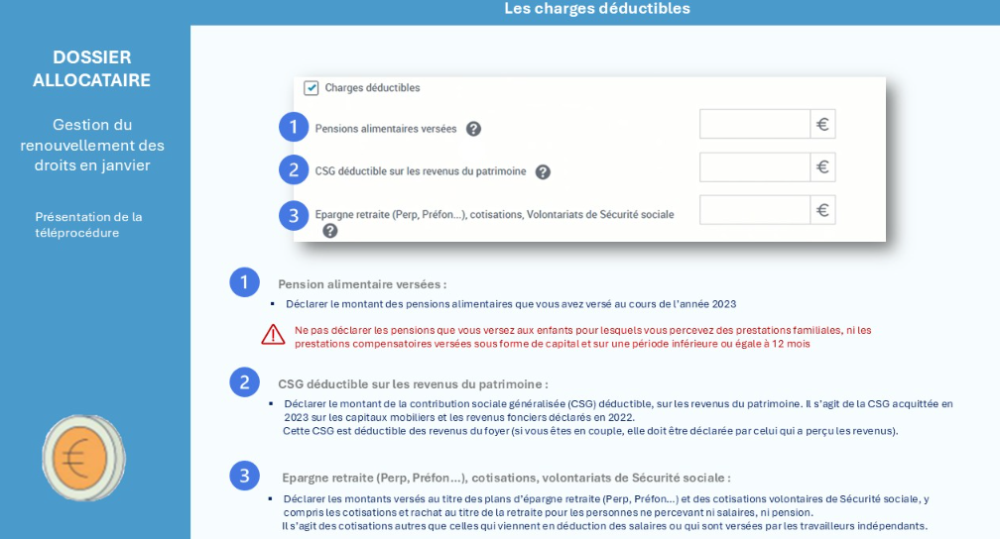 Les charges déductibles
DOSSIER
ALLOCATAIRE
Gestion du
renouvellement des
droits en janvier
Présentation de la
téléprocédure
Charges déductibles
1 Pensions alimentaires versées ? €
2 CSG déductible sur les revenus du patrimoine ? €
3 Epargne retraite (Perp, Préfon...), cotisations, Volontariats de Sécurité sociale €
?
1 Pension alimentaire versées :
▪ Déclarer le montant des pensions alimentaires que vous avez versé au cours de l'année 2023
Ne pas déclarer les pensions que vous versez aux enfants pour lesquels vous percevez des prestations familiales, ni les
prestations compensatoires versées sous forme de capital et sur une période inférieure ou égale à 12 mois
2 CSG déductible sur les revenus du patrimoine :
▪ Déclarer le montant de la contribution sociale généralisée (CSG) déductible, sur les revenus du patrimoine. Il s'agit de la CSG acquittée en
2023 sur les capitaux mobiliers et les revenus fonciers déclarés en 2022.
Cette CSG est déductible des revenus du foyer (si vous êtes en couple, elle doit être déclarée par celui qui a perçu les revenus).
3 Epargne retraite (Perp, Préfon...), cotisations, volontariats de Sécurité sociale :
▪ Déclarer les montants versés au titre des plans d'épargne retraite (Perp, Préfon...) et des cotisations volontaires de Sécurité sociale, y
compris les cotisations et rachat au titre de la retraite pour les personnes ne percevant ni salaires, ni pension.
Il s'agit des cotisations autres que celles qui viennent en déduction des salaires ou qui sont versées par les travailleurs indépendants.
€